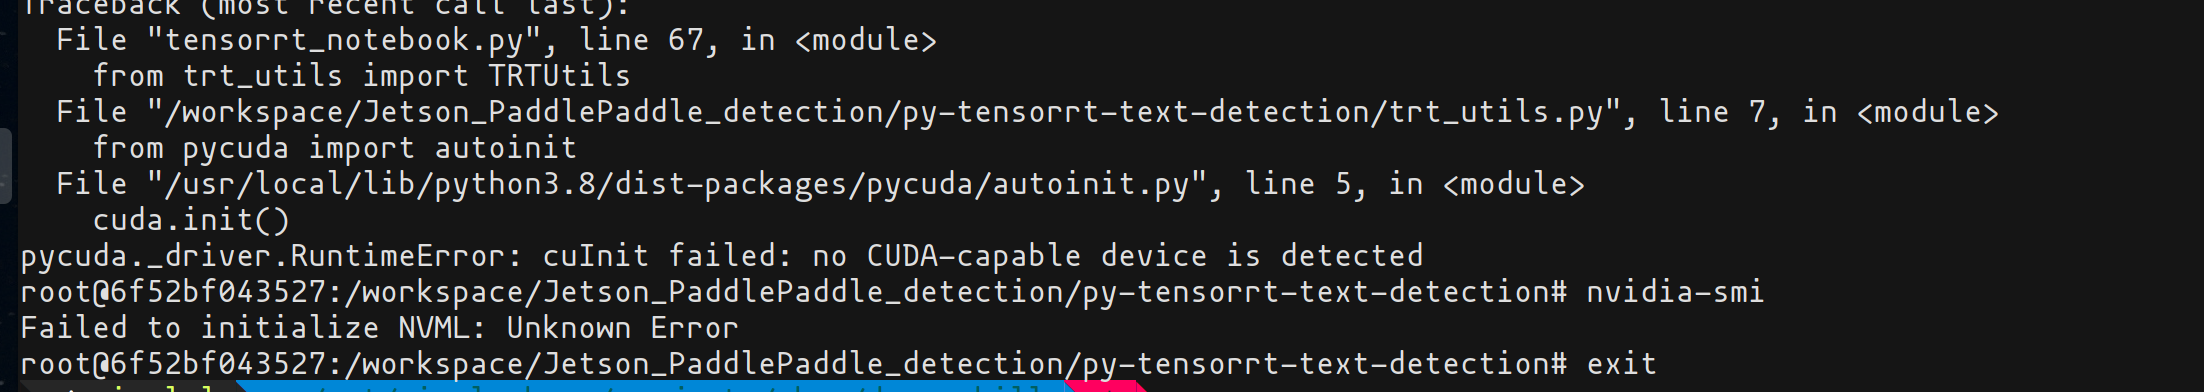 Traceback (most recent call last):
  File "tensorrt_notebook.py", line 67, in <module>
    from trt_utils import TRTUtils
  File "/workspace/Jetson_PaddlePaddle_detection/py-tensorrt-text-detection/trt_utils.py", line 7, in <module>
    from pycuda import autoinit
  File "/usr/local/lib/python3.8/dist-packages/pycuda/autoinit.py", line 5, in <module>
    cuda.init()
pycuda._driver.RuntimeError: cuInit failed: no CUDA-capable device is detected
root@6f52bf043527:/workspace/Jetson_PaddlePaddle_detection/py-tensorrt-text-detection# nvidia-smi
Failed to initialize NVML: Unknown Error
root@6f52bf043527:/workspace/Jetson_PaddlePaddle_detection/py-tensorrt-text-detection# exit